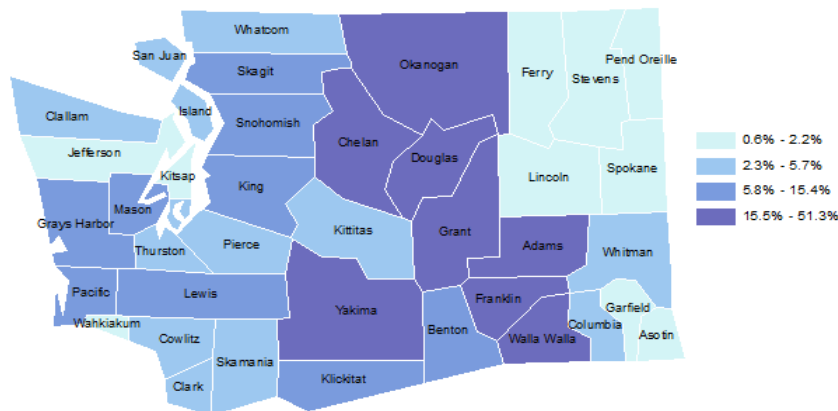 Whatcom
San Juan
Skagit
Okanogan
Ferry
Stevens
Pend Oreille
Clallam
Island
Snohomish
Jefferson
Chelan
Douglas
Kitsap
Lincoln
Spokane
King
Mason
Grays Harbor
Kittitas
Grant
Thurston
Pierce
Adams
Whitman
Pacific
Lewis
Yakima
Franklin
Garfield
Wahkiakum
Benton
Columbia
Asotin
Cowlitz
Walla Walla
Skamania
Clark
Klickitat
0.6% - 2.2%
2.3% - 5.7%
5.8% - 15.4%
15.5% - 51.3%